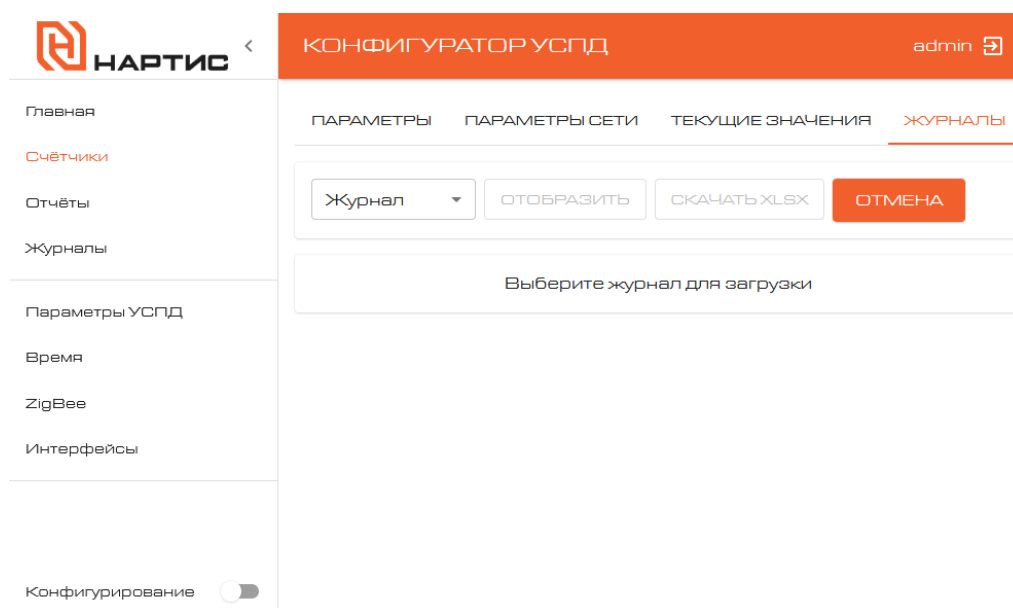 НАРТИС
КОНФИГУРАТОР УСПД
admin
Главная
Счётчики
Отчёты
Журналы
Параметры УСПД
Время
ZigBee
Интерфейсы
Конфигурирование
ПАРАМЕТРЫ ПАРАМЕТРЫ СЕТИ ТЕКУЩИЕ ЗНАЧЕНИЯ ЖУРНАЛЫ
Журнал ОТОБРАЗИТЬ СКАЧАТЬ XLSX ОТМЕНА
Выберите журнал для загрузки